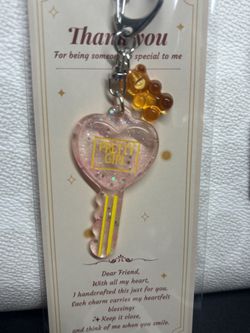 Thank you
For being someone special to me
PRETTY
GIRL
Dear Friend,
With all my heart,
I handcrafted this just for you.
Each charm carries my heartfelt
blessings
Keep it close,
and think of me when you smile.